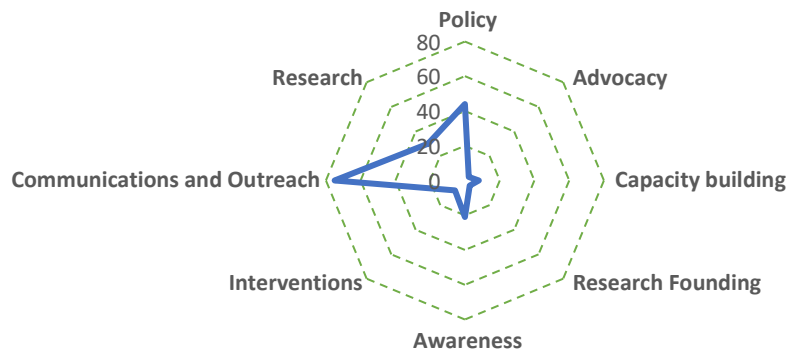 Policy
80
60
Research
Advocacy
40
20
Communications and Outreach
0
Capacity building
Interventions
Research Founding
Awareness